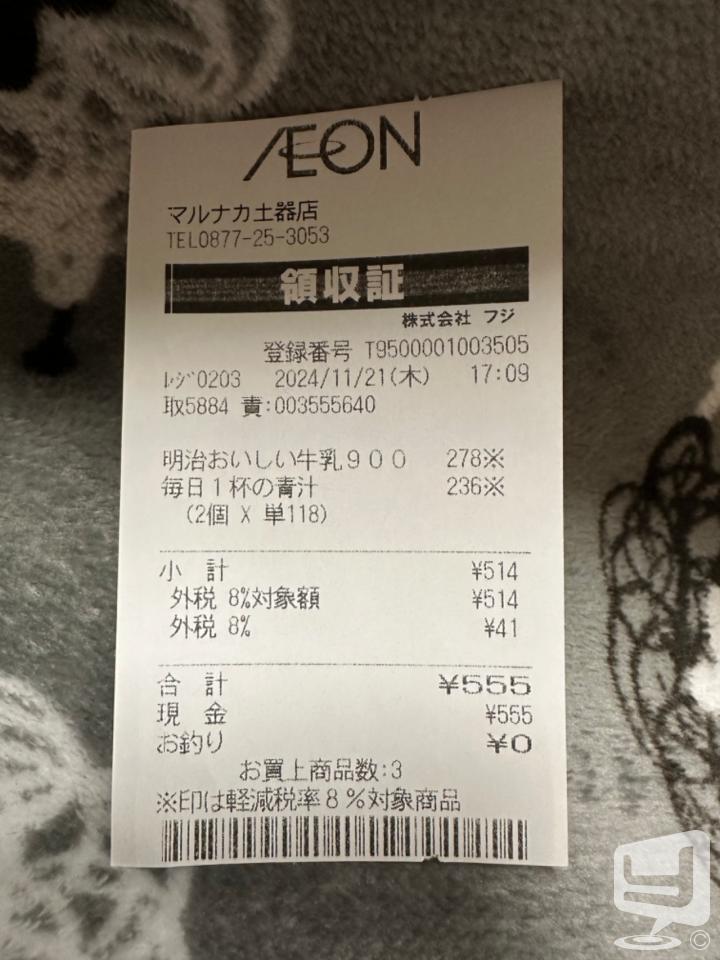 ÆON
マルナカ土器店
TEL0877-25-3053
領収証
株式会社 フジ
登録番号 T9500001003505
ﾚｼﾞ0203 2024/11/21(木) 17:09
取5884 責:003555640
明治おいしい牛乳900 278※
毎日1杯の青汁 236※
(2個 X 単118)
小 計 ¥514
外税 8%対象額 ¥514
外税 8% ¥41
合 計 ¥555
現 金 ¥555
お釣り ¥0
お買上商品数:3
※印は軽減税率8%対象商品
©